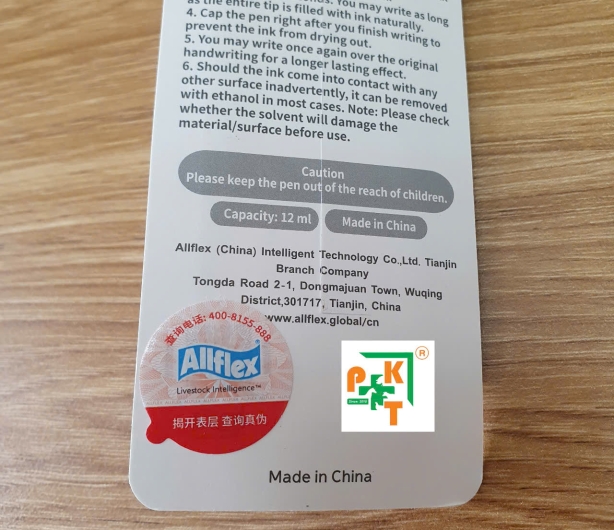 You may write as long
as the entire tip is filled with ink naturally.
4. Cap the pen right after you finish writing to
prevent the ink from drying out.
5. You may write once again over the original
handwriting for a longer lasting effect.
6. Should the ink come into contact with any
other surface inadvertently, it can be removed
with ethanol in most cases. Note: Please check
whether the solvent will damage the
material/surface before use.
Caution
Please keep the pen out of the reach of children.
Capacity: 12 ml
Made in China
Allflex (China) Intelligent Technology Co.,Ltd. Tianjin
Branch Company
Tongda Road 2-1, Dongmajuan Town, Wuqing
District,301717, Tianjin, China
www.allflex.global/cn
查询电话: 400-8155-888
Allflex
Livestock Intelligence™
揭开表层 查询真伪
PKT®
Made in China